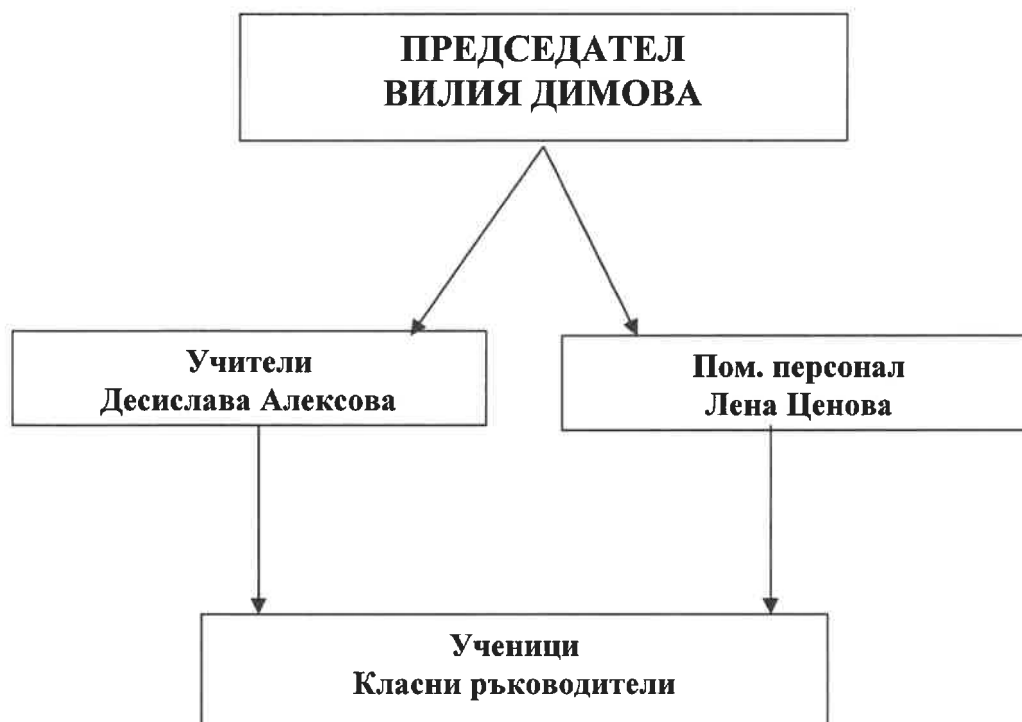 ПРЕДСЕДАТЕЛ
ВИЛИЯ ДИМОВА
Учители
Десислава Алексова
Пом. персонал
Лена Ценова
Ученици
Класни ръководители